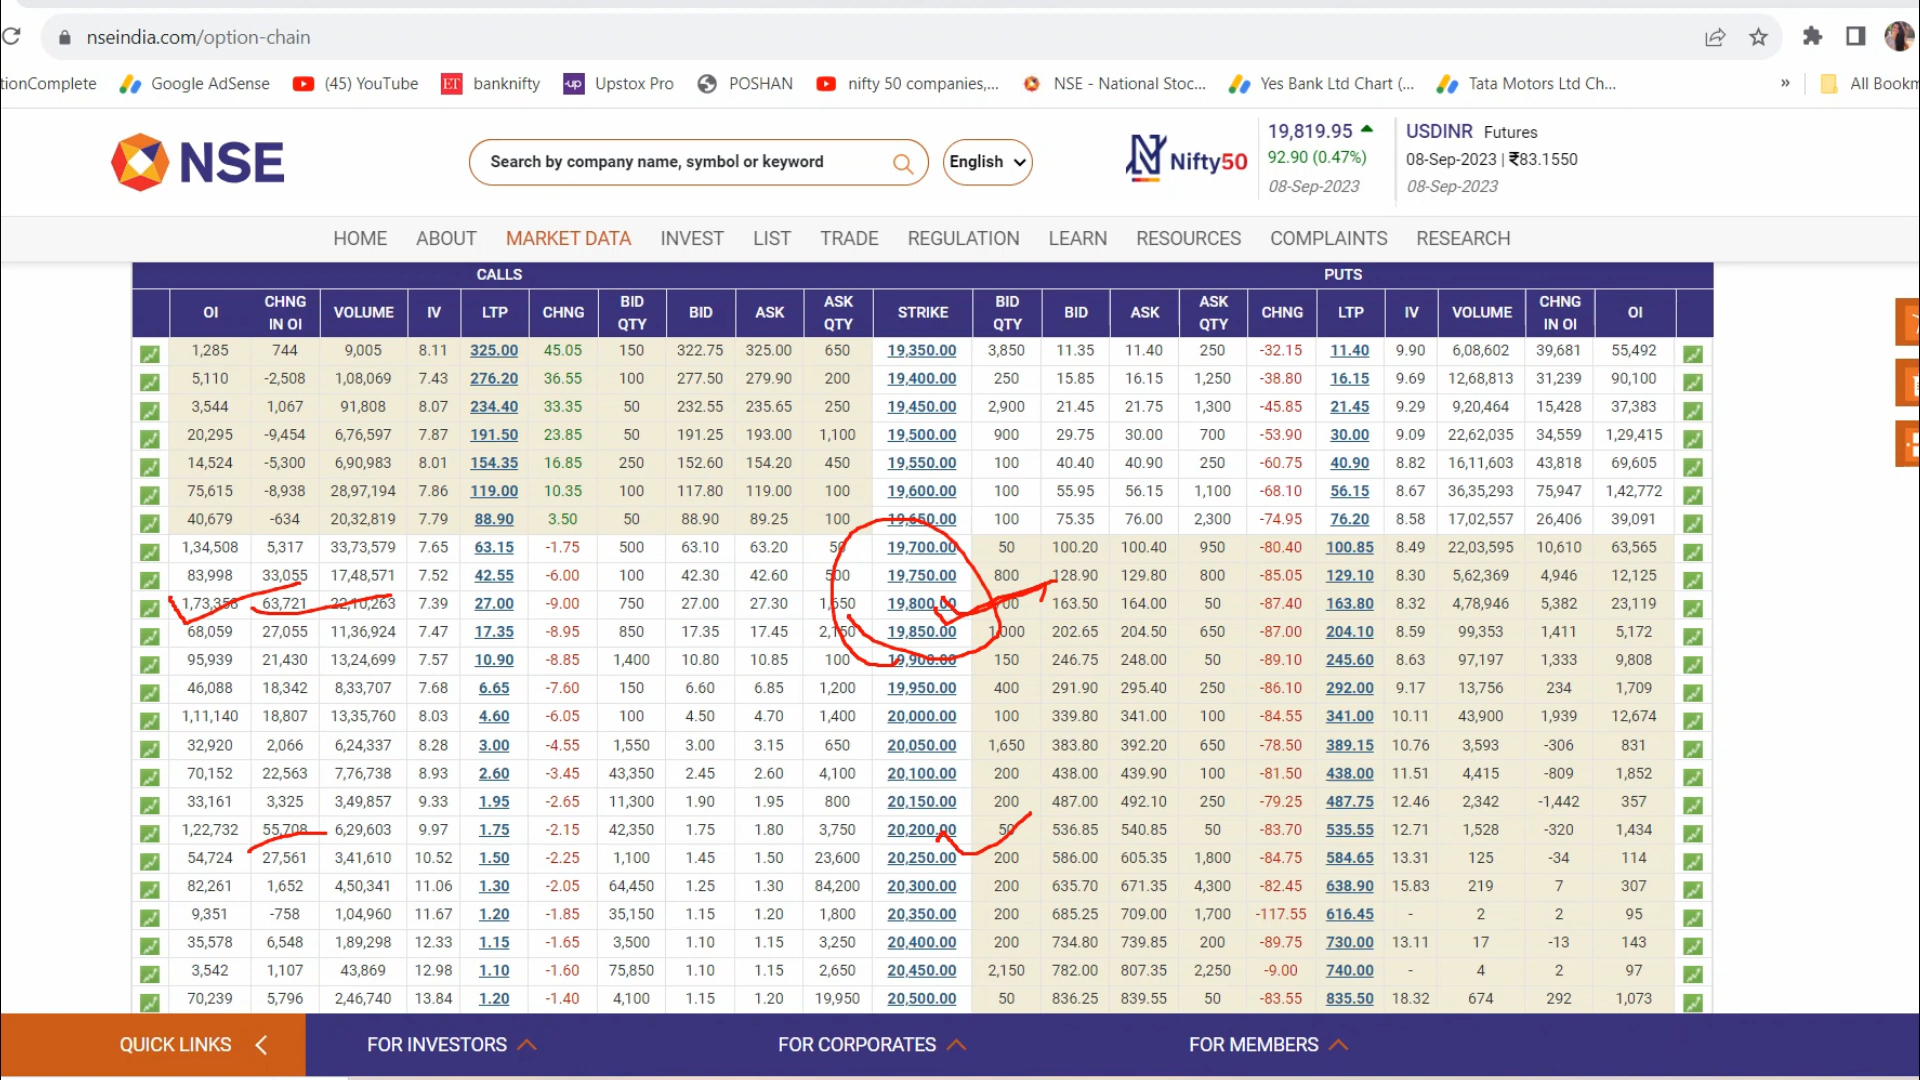 nseindia.com/option-chain
tionComplete Google AdSense (45) YouTube ET banknifty up Upstox Pro POSHAN nifty 50 companies,... NSE - National Stoc... Yes Bank Ltd Chart (... Tata Motors Ltd Ch... » All Bookm
NSE Search by company name, symbol or keyword English Nifty50
19,819.95
92.90 (0.47%)
08-Sep-2023
USDINR Futures
08-Sep-2023 | ₹83.1550
08-Sep-2023
HOME ABOUT MARKET DATA INVEST LIST TRADE REGULATION LEARN RESOURCES COMPLAINTS RESEARCH
CALLS PUTS
OI CHNG IN OI VOLUME IV LTP CHNG BID QTY BID ASK ASK QTY STRIKE BID QTY BID ASK ASK QTY CHNG LTP IV VOLUME CHNG IN OI OI
1,285 744 9,005 8.11 325.00 45.05 150 322.75 325.00 650 19,350.00 3,850 11.35 11.40 250 -32.15 11.40 9.90 6,08,602 39,681 55,492
5,110 -2,508 1,08,069 7.43 276.20 36.55 100 277.50 279.90 200 19,400.00 250 15.85 16.15 1,250 -38.80 16.15 9.69 12,68,813 31,239 90,100
3,544 1,067 91,808 8.07 234.40 33.35 50 232.55 235.65 250 19,450.00 2,900 21.45 21.75 1,300 -45.85 21.45 9.29 9,20,464 15,428 37,383
20,295 -9,454 6,76,597 7.87 191.50 23.85 50 191.25 193.00 1,100 19,500.00 900 29.75 30.00 700 -53.90 30.00 9.09 22,62,035 34,559 1,29,415
14,524 -5,300 6,90,983 8.01 154.35 16.85 250 152.60 154.20 450 19,550.00 100 40.40 40.90 250 -60.75 40.90 8.82 16,11,603 43,818 69,605
75,615 -8,938 28,97,194 7.86 119.00 10.35 100 117.80 119.00 100 19,600.00 100 55.95 56.15 1,100 -68.10 56.15 8.67 36,35,293 75,947 1,42,772
40,679 -634 20,32,819 7.79 88.90 3.50 50 88.90 89.25 100 19,650.00 100 75.35 76.00 2,300 -74.95 76.20 8.58 17,02,557 26,406 39,091
1,34,508 5,317 33,73,579 7.65 63.15 -1.75 500 63.10 63.20 50 19,700.00 50 100.20 100.40 950 -80.40 100.85 8.49 22,03,595 10,610 63,565
83,998 33,055 17,48,571 7.52 42.55 -6.00 100 42.30 42.60 500 19,750.00 800 128.90 129.80 800 -85.05 129.10 8.30 5,62,369 4,946 12,125
1,73,358 63,721 22,10,263 7.39 27.00 -9.00 750 27.00 27.30 1,650 19,800.00 163.50 164.00 50 -87.40 163.80 8.32 4,78,946 5,382 23,119
68,059 27,055 11,36,924 7.47 17.35 -8.95 850 17.35 17.45 2,150 19,850.00 1,000 202.65 204.50 650 -87.00 204.10 8.59 99,353 1,411 5,172
95,939 21,430 13,24,699 7.57 10.90 -8.85 1,400 10.80 10.85 100 19,900.00 150 246.75 248.00 50 -89.10 245.60 8.63 97,197 1,333 9,808
46,088 18,342 8,33,707 7.68 6.65 -7.60 150 6.60 6.85 1,200 19,950.00 400 291.90 295.40 250 -86.10 292.00 9.17 13,756 234 1,709
1,11,140 18,807 13,35,760 8.03 4.60 -6.05 100 4.50 4.70 1,400 20,000.00 100 339.80 341.00 100 -84.55 341.00 10.11 43,900 1,939 12,674
32,920 2,066 6,24,337 8.28 3.00 -4.55 1,550 3.00 3.15 650 20,050.00 1,650 383.80 392.20 650 -78.50 389.15 10.76 3,593 -306 831
70,152 22,563 7,76,738 8.93 2.60 -3.45 43,350 2.45 2.60 4,100 20,100.00 200 438.00 439.90 100 -81.50 438.00 11.51 4,415 -809 1,852
33,161 3,325 3,49,857 9.33 1.95 -2.65 11,300 1.90 1.95 800 20,150.00 200 487.00 492.10 250 -79.25 487.75 12.46 2,342 -1,442 357
1,22,732 55,708 6,29,603 9.97 1.75 -2.15 42,350 1.75 1.80 3,750 20,200.00 50 536.85 540.85 50 -83.70 535.55 12.71 1,528 -320 1,434
54,724 27,561 3,41,610 10.52 1.50 -2.25 1,100 1.45 1.50 23,600 20,250.00 200 586.00 605.35 1,800 -84.75 584.65 13.31 125 -34 114
82,261 1,652 4,50,341 11.06 1.30 -2.05 64,450 1.25 1.30 84,200 20,300.00 200 635.70 671.35 4,300 -82.45 638.90 15.83 219 7 307
9,351 -758 1,04,960 11.67 1.20 -1.85 35,150 1.15 1.20 1,800 20,350.00 200 685.25 709.00 1,700 -117.55 616.45 - 2 2 95
35,578 6,548 1,89,298 12.33 1.15 -1.65 3,500 1.10 1.15 3,250 20,400.00 200 734.80 739.85 200 -89.75 730.00 13.11 17 -13 143
3,542 1,107 43,869 12.98 1.10 -1.60 75,850 1.10 1.15 2,650 20,450.00 2,150 782.00 807.35 2,250 -9.00 740.00 - 4 2 97
70,239 5,796 2,46,740 13.84 1.20 -1.40 4,100 1.15 1.20 19,950 20,500.00 50 836.25 839.55 50 -83.55 835.50 18.32 674 292 1,073
QUICK LINKS FOR INVESTORS FOR CORPORATES FOR MEMBERS